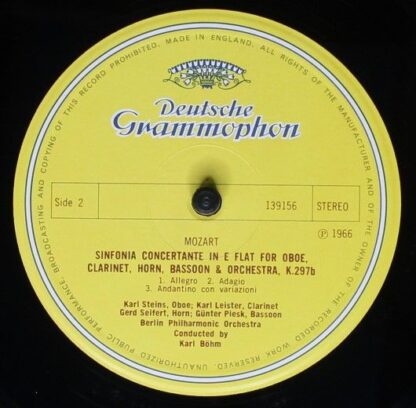 MADE IN ENGLAND. ALL RIGHTS OF THE MANUFACTURER, AND OF THE OWNER OF THE RECORDED WORK RESERVED. UNAUTHORIZED PUBLIC PERFORMANCE, BROADCASTING AND COPYING OF THIS RECORD PROHIBITED.
Deutsche
Grammophon
Side 2
139156
STEREO
℗ 1966
MOZART
SINFONIA CONCERTANTE IN E FLAT FOR OBOE,
CLARINET, HORN, BASSOON & ORCHESTRA, K.297b
1. Allegro 2. Adagio
3. Andantino con variazioni
Karl Steins, Oboe; Karl Leister, Clarinet
Gerd Seifert, Horn; Günter Piesk, Bassoon
Berlin Philharmonic Orchestra
Conducted by
Karl Böhm